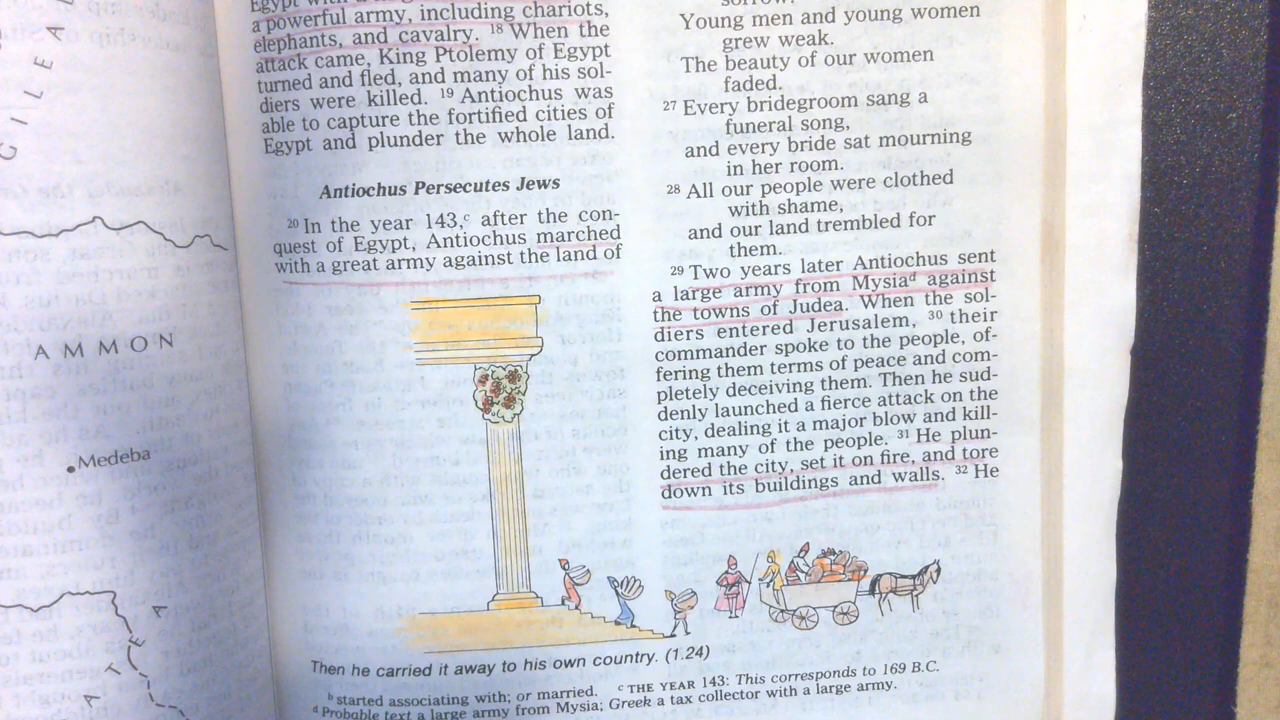 G I L E A
AMMON
Medeba
A T E A
Egypt with a
a powerful army, including chariots,
elephants, and cavalry. 18 When the
attack came, King Ptolemy of Egypt
turned and fled, and many of his sol-
diers were killed. 19 Antiochus was
able to capture the fortified cities of
Egypt and plunder the whole land.
Antiochus Persecutes Jews
20 In the year 143,c after the con-
quest of Egypt, Antiochus marched
with a great army against the land of
sorrow.
Young men and young women
grew weak.
The beauty of our women
faded.
27 Every bridegroom sang a
funeral song,
and every bride sat mourning
in her room.
28 All our people were clothed
with shame,
and our land trembled for
them.
29 Two years later Antiochus sent
a large army from Mysiad against
the towns of Judea. When the sol-
diers entered Jerusalem, 30 their
commander spoke to the people, of-
fering them terms of peace and com-
pletely deceiving them. Then he sud-
denly launched a fierce attack on the
city, dealing it a major blow and kill-
ing many of the people. 31 He plun-
dered the city, set it on fire, and tore
down its buildings and walls. 32 He
Then he carried it away to his own country. (1.24)
b started associating with; or married. c THE YEAR 143: This corresponds to 169 B.C.
d Probable text a large army from Mysia; Greek a tax collector with a large army.